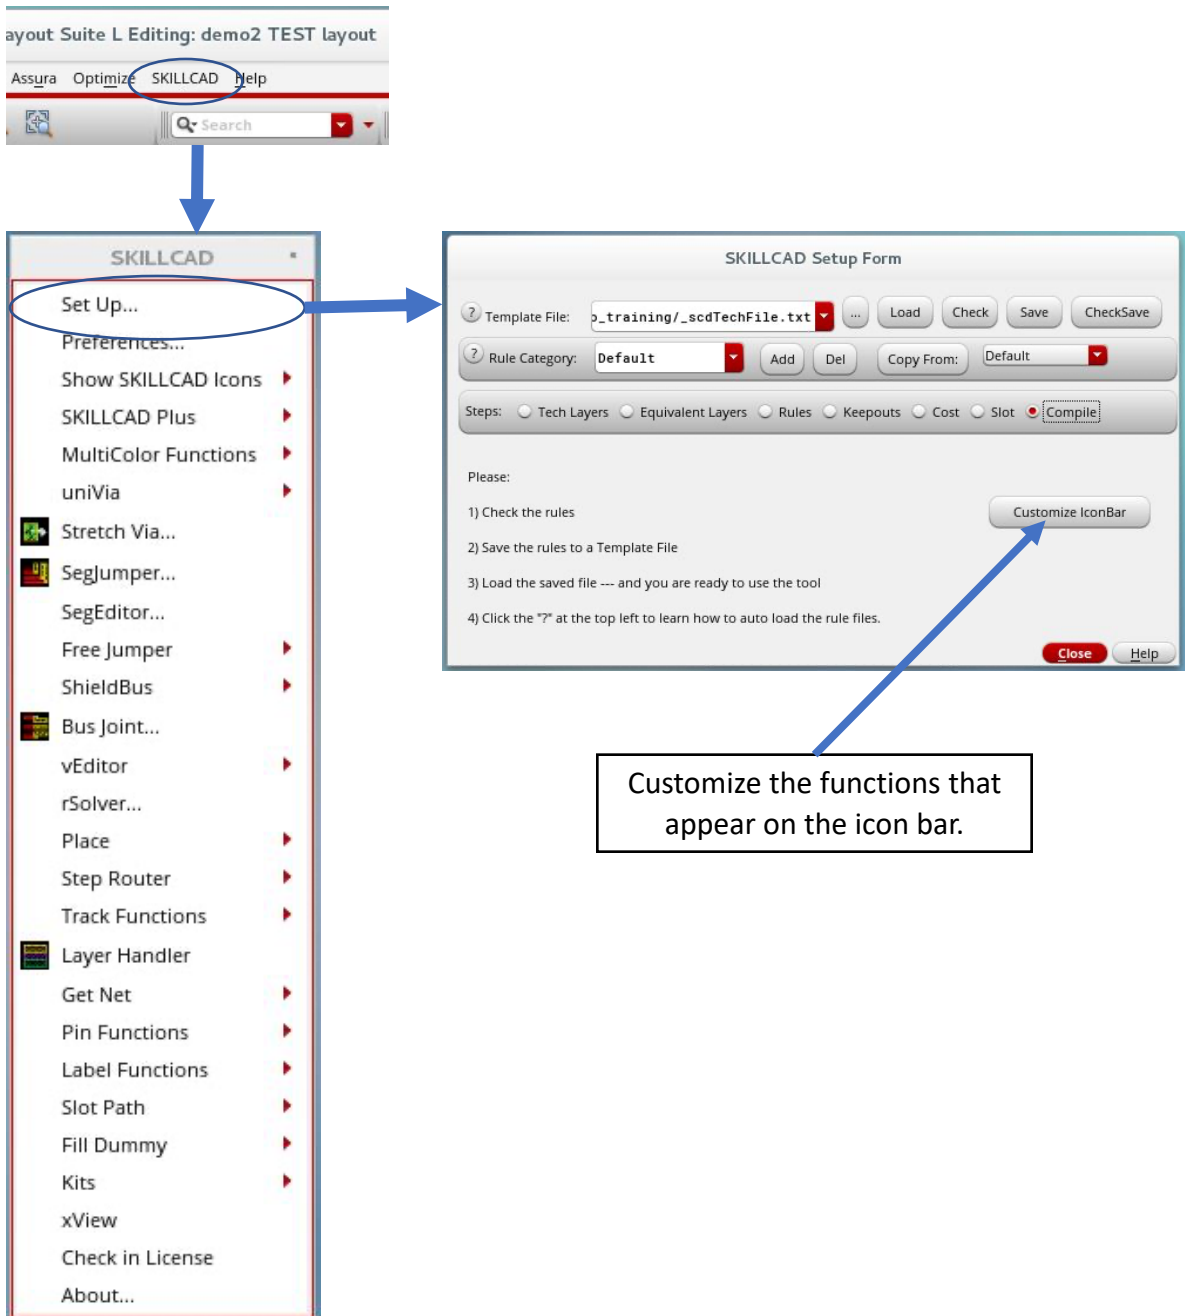 ayout Suite L Editing: demo2 TEST layout
Assura Optimize SKILLCAD Help
Search
SKILLCAD
Set Up...
Preferences...
Show SKILLCAD Icons
SKILLCAD Plus
MultiColor Functions
uniVia
Stretch Via...
SegJumper...
SegEditor...
Free Jumper
ShieldBus
Bus Joint...
vEditor
rSolver...
Place
Step Router
Track Functions
Layer Handler
Get Net
Pin Functions
Label Functions
Slot Path
Fill Dummy
Kits
xView
Check in License
About...
SKILLCAD Setup Form
? Template File: o_training/_scdTechFile.txt ... Load Check Save CheckSave
? Rule Category: Default Add Del Copy From: Default
Steps: Tech Layers Equivalent Layers Rules Keepouts Cost Slot Compile
Please:
1) Check the rules
Customize IconBar
2) Save the rules to a Template File
3) Load the saved file --- and you are ready to use the tool
4) Click the "?" at the top left to learn how to auto load the rule files.
Close Help
Customize the functions that
appear on the icon bar.